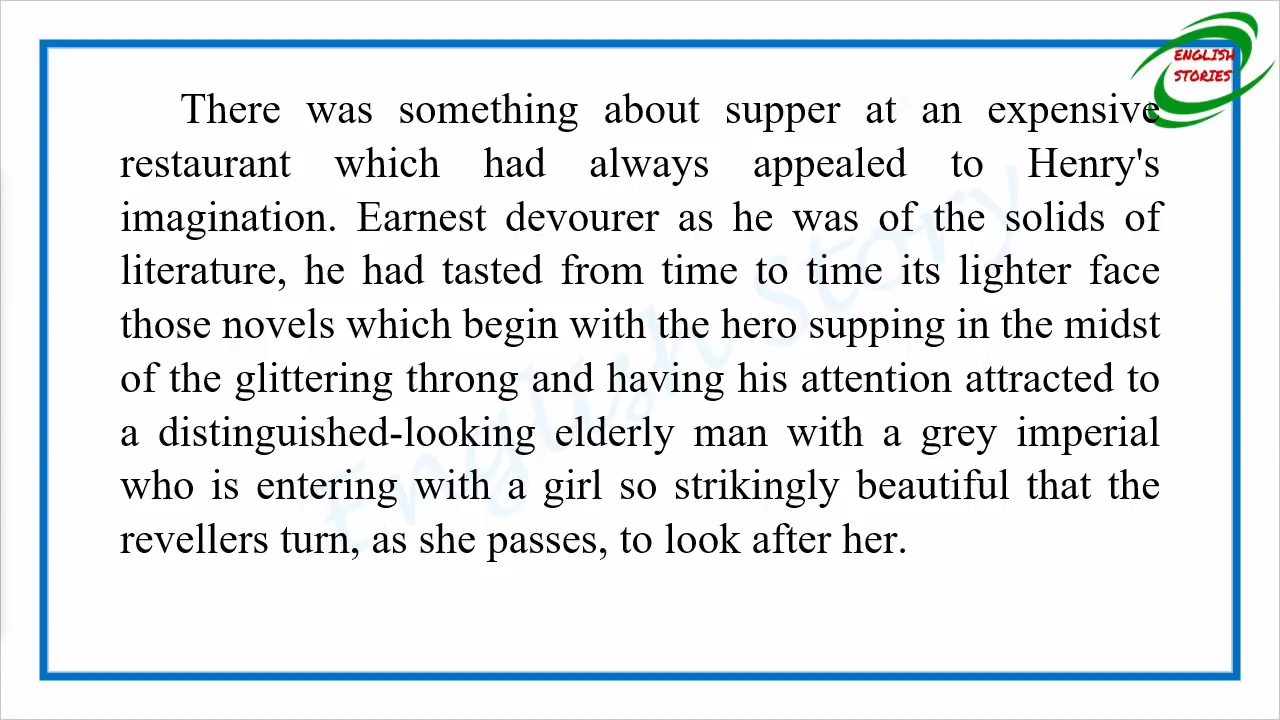 ENGLISH
STORIES
There was something about supper at an expensive
restaurant which had always appealed to Henry's
imagination. Earnest devourer as he was of the solids of
literature, he had tasted from time to time its lighter face
those novels which begin with the hero supping in the midst
of the glittering throng and having his attention attracted to
a distinguished-looking elderly man with a grey imperial
who is entering with a girl so strikingly beautiful that the
revellers turn, as she passes, to look after her.
English Story